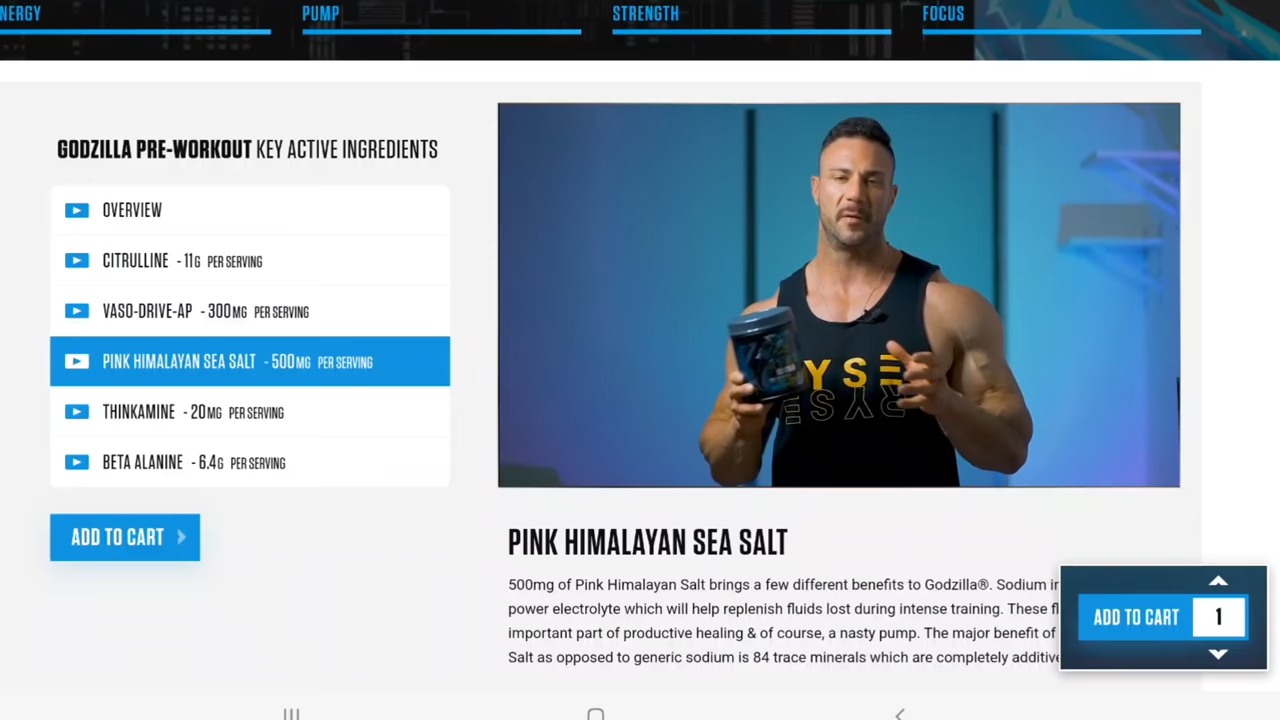 PUMP
STRENGTH
FOCUS
GODZILLA PRE-WORKOUT KEY ACTIVE INGREDIENTS
OVERVIEW
CITRULLINE - 11G PER SERVING
VASO-DRIVE-AP - 300MG PER SERVING
PINK HIMALAYAN SEA SALT - 500MG PER SERVING
THINKAMINE - 20MG PER SERVING
BETA ALANINE - 6.4G PER SERVING
ADD TO CART
YSE
RYSE
PINK HIMALAYAN SEA SALT
500mg of Pink Himalayan Salt brings a few different benefits to Godzilla®. Sodium
power electrolyte which will help replenish fluids lost during intense training. These
important part of productive healing & of course, a nasty pump. The major benefit of
Salt as opposed to generic sodium is 84 trace minerals which are completely
ADD TO CART 1